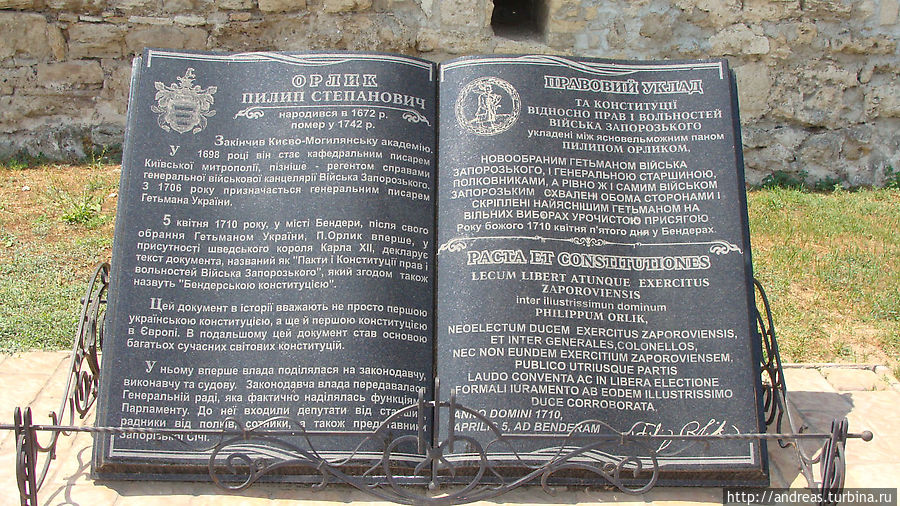 ОРЛИК
ПИЛИП СТЕПАНОВИЧ
народився в 1672 р.
помер у 1742 р.
Закінчив Києво-Могилянську академію.
У 1698 році він стає кафедральним писарем
Київської митрополії, пізніше - регентом справами
генеральної військової канцелярії Війська Запорозького.
З 1706 року призначається генеральним писарем
Гетьмана України.
5 квітня 1710 року, у місті Бендери, після свого
обрання Гетьманом України, П.Орлик вперше, у
присутності шведського короля Карла XII, декларує
текст документа, названий як "Пакти і Конституції прав і
вольностей Війська Запорозького", який згодом також
назвуть "Бендерською конституцією".
Цей документ в історії вважають не просто першою
українською конституцією, а ще й першою конституцією
в Європі. В подальшому цей документ став основою
багатьох сучасних світових конституцій.
У ньому вперше влада поділялась на законодавчу,
виконавчу та судову. Законодавча влада передавалася
Генеральній раді, яка фактично наділялась функціями
Парламенту. До неї входили депутати від старшин,
радники від полків, сотники, а також представники
Запорізької Січі.
ПРАВОВИЙ УКЛАД
ТА КОНСТИТУЦІЇ
ВІДНОСНО ПРАВ І ВОЛЬНОСТЕЙ
ВІЙСЬКА ЗАПОРОЗЬКОГО
укладені між ясновельможним паном
ПИЛИПОМ ОРЛИКОМ,
НОВООБРАНИМ ГЕТЬМАНОМ ВІЙСЬКА
ЗАПОРОЗЬКОГО, І ГЕНЕРАЛЬНОЮ СТАРШИНОЮ,
ПОЛКОВНИКАМИ, А РІВНО Ж І САМИМ ВІЙСЬКОМ
ЗАПОРОЗЬКИМ СХВАЛЕНІ ОБОМА СТОРОНАМИ І
СКРІПЛЕНІ НАЙЯСНІШИМ ГЕТЬМАНОМ НА
ВІЛЬНИХ ВИБОРАХ УРОЧИСТОЮ ПРИСЯГОЮ
Року божого 1710 квітня п'ятого дня у Бендерах.
PACTA ET CONSTITUTIONES
LECUM LIBERT ATUNQUE EXERCITUS
ZAPOROVIENSIS
inter illustrissimum dominum
PHILIPPUM ORLIK,
NEOELECTUM DUCEM EXERCITUS ZAPOROVIENSIS,
ET INTER GENERALES,COLONELLOS,
NEC NON EUNDEM EXERCITIUM ZAPOROVIENSEM,
PUBLICO UTRIUSQUE PARTIS
LAUDO CONVENTA AC IN LIBERA ELECTIONE
FORMALI IURAMENTO AB EODEM ILLUSTRISSIMO
DUCE CORROBORATA.
ANNO DOMINI 1710,
APRILIE 5, AD BENDERAM
http://andreas.turbina.ru